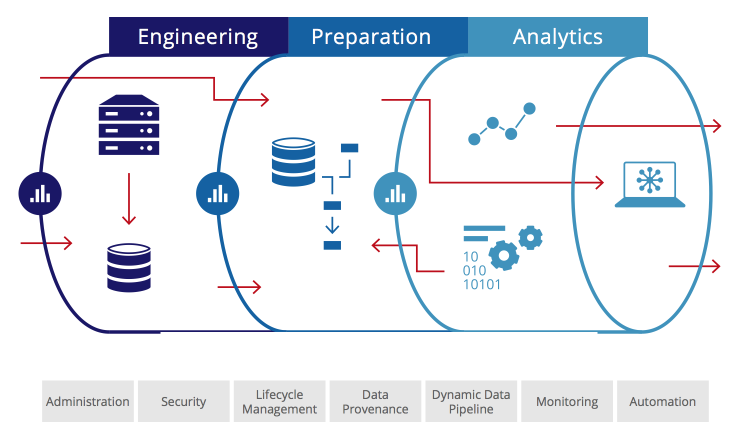 Engineering
Preparation
Analytics
10
010
10101
Administration
Security
Lifecycle
Management
Data
Provenance
Dynamic Data
Pipeline
Monitoring
Automation